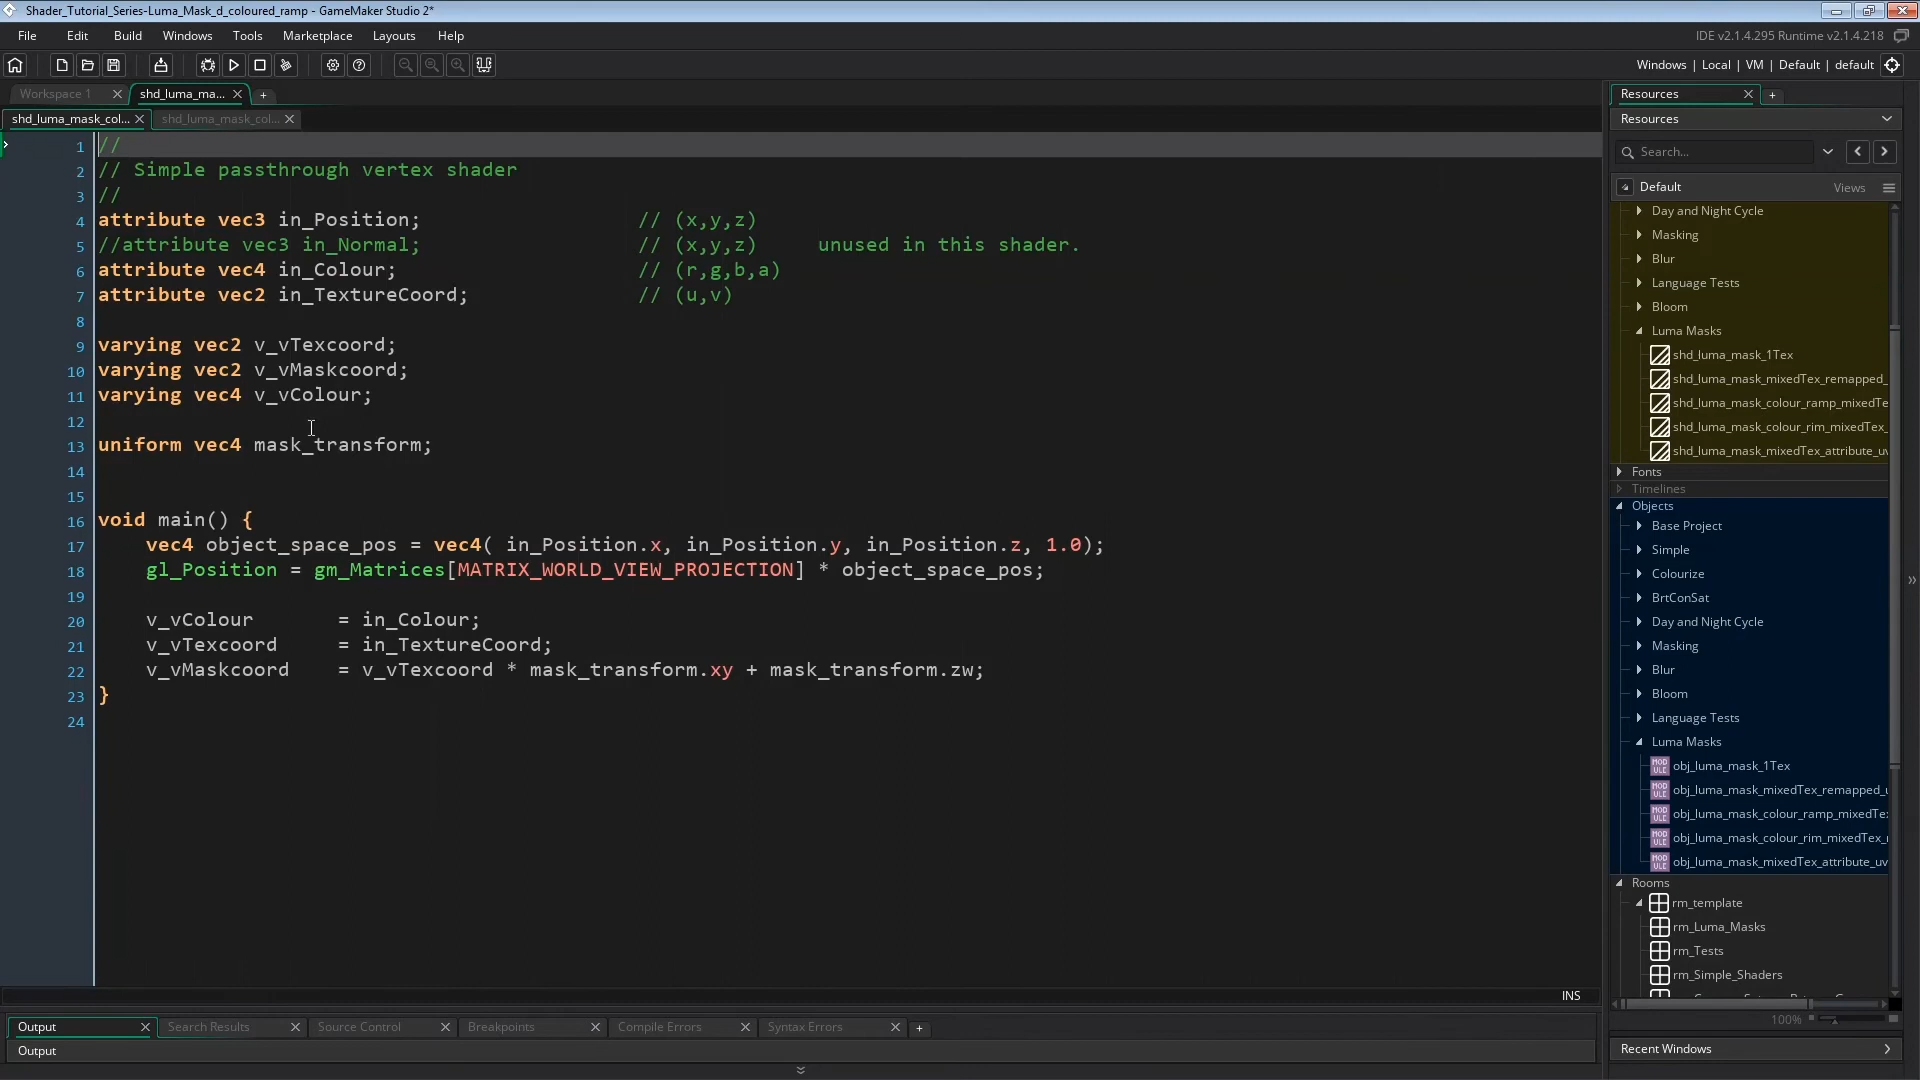 Shader_Tutorial_Series-Luma_Mask_d_coloured_ramp - GameMaker Studio 2*
File Edit Build Windows Tools Marketplace Layouts Help
IDE v2.1.4.295 Runtime v2.1.4.218
Windows | Local | VM | Default | default
Workspace 1
shd_luma_ma...
shd_luma_mask_col...
shd_luma_mask_col...
1 //
2 // Simple passthrough vertex shader
3 //
4 attribute vec3 in_Position; // (x,y,z)
5 //attribute vec3 in_Normal; // (x,y,z) unused in this shader.
6 attribute vec4 in_Colour; // (r,g,b,a)
7 attribute vec2 in_TextureCoord; // (u,v)
8
9 varying vec2 v_vTexcoord;
10 varying vec2 v_vMaskcoord;
11 varying vec4 v_vColour;
12
13 uniform vec4 mask_transform;
14
15
16 void main() {
17 vec4 object_space_pos = vec4( in_Position.x, in_Position.y, in_Position.z, 1.0);
18 gl_Position = gm_Matrices[MATRIX_WORLD_VIEW_PROJECTION] * object_space_pos;
19
20 v_vColour = in_Colour;
21 v_vTexcoord = in_TextureCoord;
22 v_vMaskcoord = v_vTexcoord * mask_transform.xy + mask_transform.zw;
23 }
24
INS
Output
Search Results
Source Control
Breakpoints
Compile Errors
Syntax Errors
Output
Resources
Resources
Search...
Default
Views
Day and Night Cycle
Masking
Blur
Language Tests
Bloom
Luma Masks
shd_luma_mask_1Tex
shd_luma_mask_mixedTex_remapped_
shd_luma_mask_colour_ramp_mixedTe
shd_luma_mask_colour_rim_mixedTex_
shd_luma_mask_mixedTex_attribute_uv
Fonts
Timelines
Objects
Base Project
Simple
Colourize
BrtConSat
Day and Night Cycle
Masking
Blur
Bloom
Language Tests
Luma Masks
obj_luma_mask_1Tex
obj_luma_mask_mixedTex_remapped_u
obj_luma_mask_colour_ramp_mixedTe
obj_luma_mask_colour_rim_mixedTex_
obj_luma_mask_mixedTex_attribute_uv
Rooms
rm_template
rm_Luma_Masks
rm_Tests
rm_Simple_Shaders
100%
Recent Windows